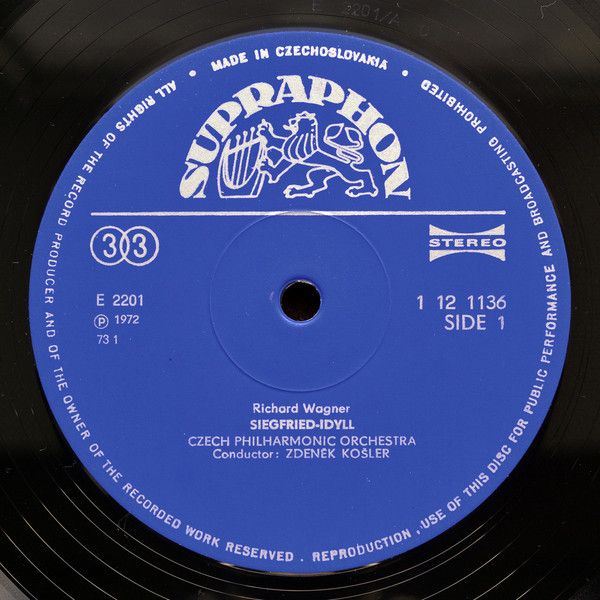 E 2201/A
MADE IN CZECHOSLOVAKIA
ALL RIGHTS OF THE RECORD PRODUCER AND OF THE OWNER OF THE RECORDED WORK RESERVED . REPRODUCTION , USE OF THIS DISC FOR PUBLIC PERFORMANCE AND BROADCASTING PROHIBITED
SUPRAPHON
33
STEREO
E 2201
Ⓟ 1972
73 1
1 12 1136
SIDE 1
Richard Wagner
SIEGFRIED-IDYLL
CZECH PHILHARMONIC ORCHESTRA
Conductor: ZDENĚK KOŠLER